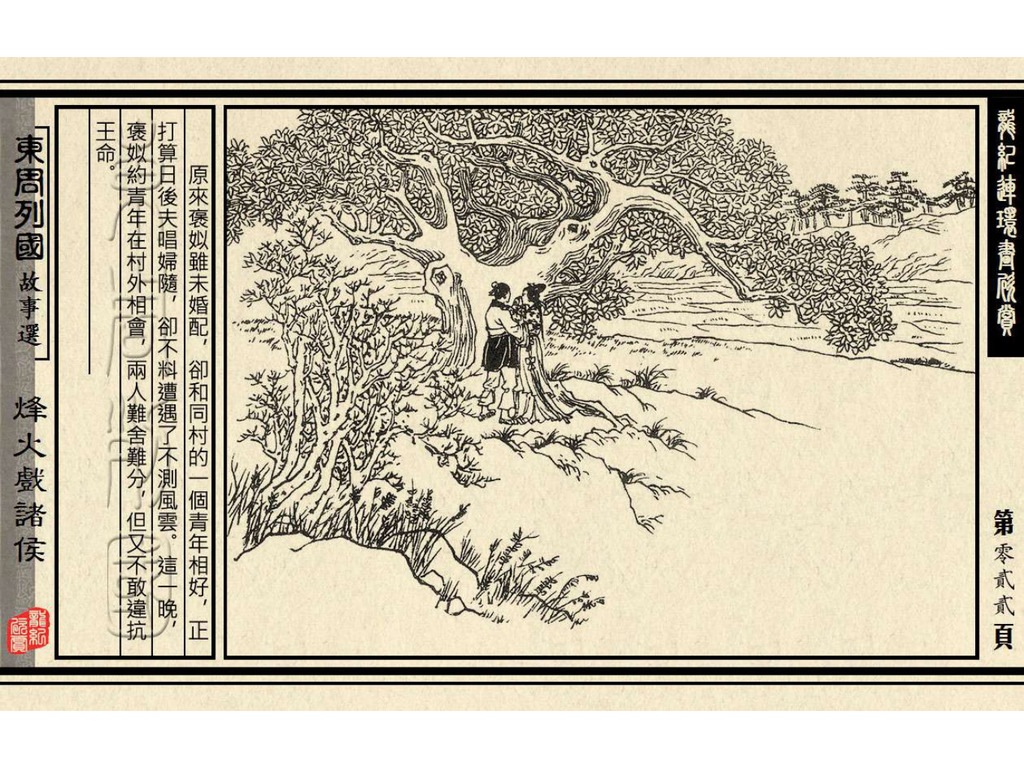 龍紀連環畫欣賞
第零貳貳頁
原來褒姒雖未婚配，卻和同村的一個青年相好，正
打算日後夫唱婦隨，卻不料遭遇了不測風雲。這一晚，
褒姒約青年在村外相會，兩人難舍難分，但又不敢違抗
王命。
東周列國故事選
烽火戲諸侯